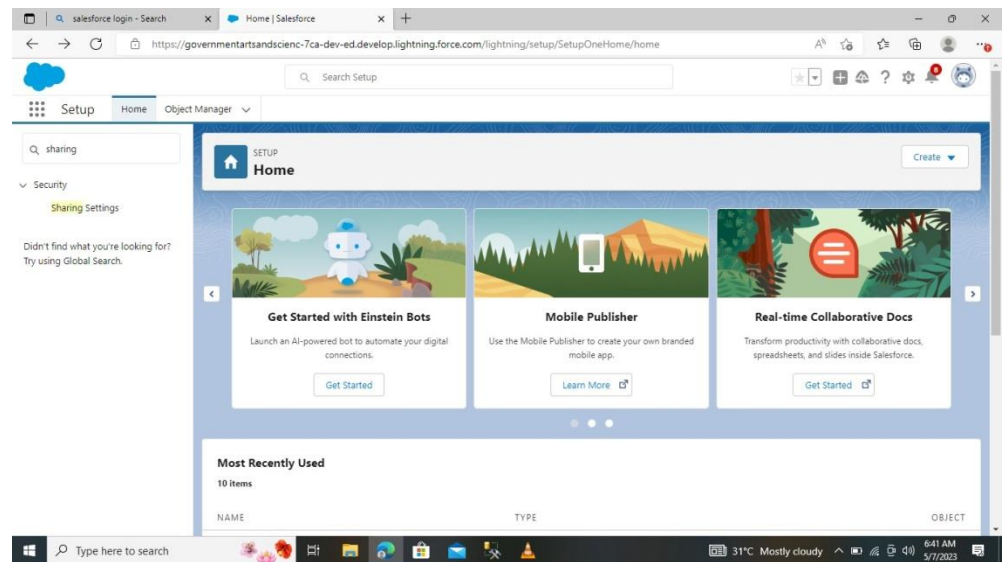 salesforce login - Search
Home | Salesforce
https://governmentartsandscienc-7ca-dev-ed.develop.lightning.force.com/lightning/setup/SetupOneHome/home
Search Setup
Setup
Home
Object Manager
sharing
Security
Sharing Settings
Didn't find what you're looking for?
Try using Global Search.
SETUP
Home
Create
Get Started with Einstein Bots
Launch an AI-powered bot to automate your digital
connections.
Get Started
Mobile Publisher
Use the Mobile Publisher to create your own branded
mobile app.
Learn More
Real-time Collaborative Docs
Transform productivity with collaborative docs,
spreadsheets, and slides inside Salesforce.
Get Started
Most Recently Used
10 items
NAME TYPE OBJECT
Type here to search
31°C Mostly cloudy
6:41 AM
5/7/2023